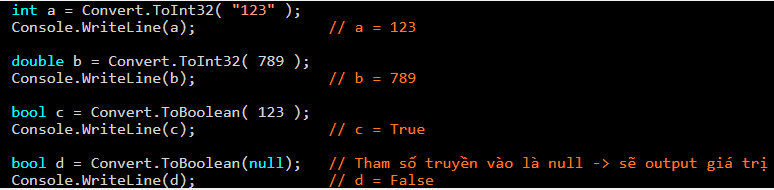 int a = Convert.ToInt32( "123" );
Console.WriteLine(a); // a = 123
double b = Convert.ToInt32( 789 );
Console.WriteLine(b); // b = 789
bool c = Convert.ToBoolean( 123 );
Console.WriteLine(c); // c = True
bool d = Convert.ToBoolean(null); // Tham số truyền vào là null -> sẽ output giá trị
Console.WriteLine(d); // d = False